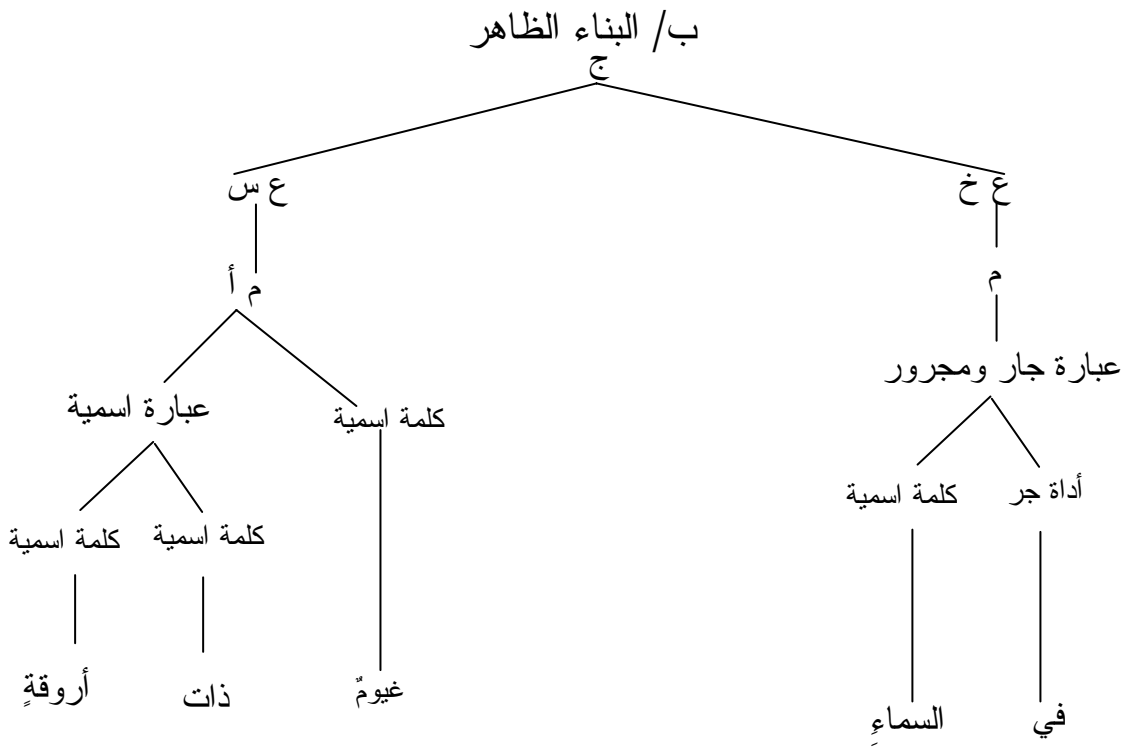 ب/ البناء الظاهر
ج
ع خ
ع س
م
م أ
عبارة جار ومجرور
كلمة اسمية
عبارة اسمية
أداة جر
كلمة اسمية
كلمة اسمية
كلمة اسمية
في
السماءِ
غيومٌ
ذات
أروقةٍ